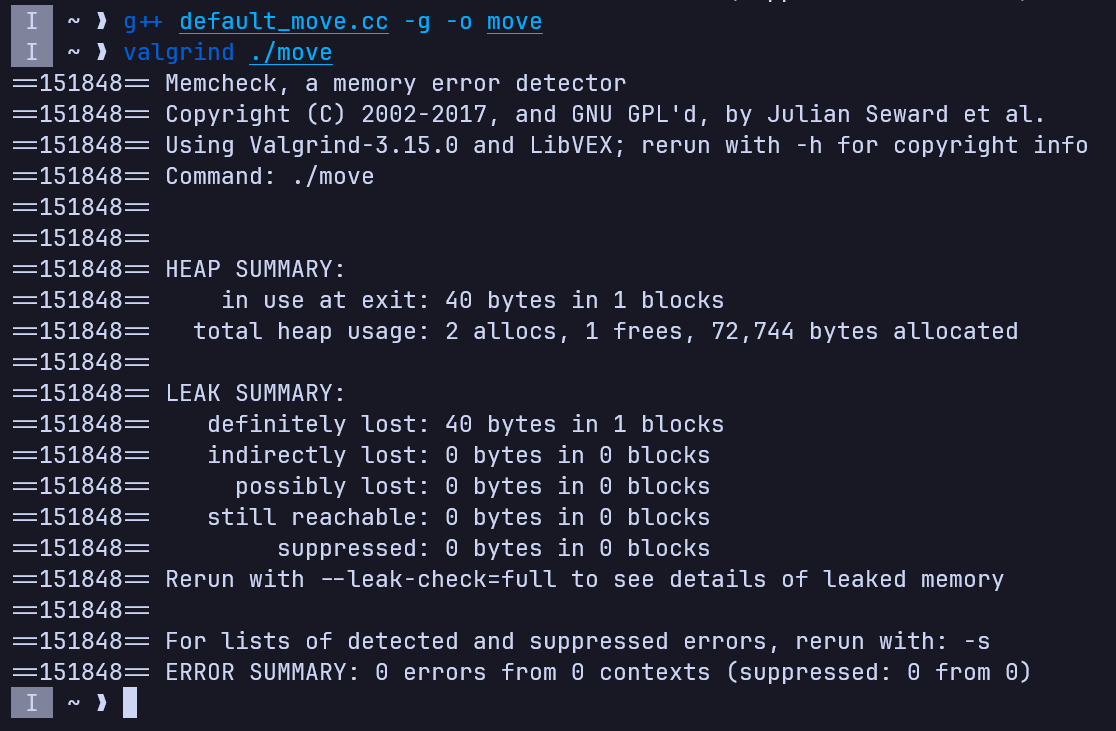 I ~ ❯ g++ default_move.cc -g -o move
I ~ ❯ valgrind ./move
==151848== Memcheck, a memory error detector
==151848== Copyright (C) 2002-2017, and GNU GPL'd, by Julian Seward et al.
==151848== Using Valgrind-3.15.0 and LibVEX; rerun with -h for copyright info
==151848== Command: ./move
==151848==
==151848==
==151848== HEAP SUMMARY:
==151848==     in use at exit: 40 bytes in 1 blocks
==151848==   total heap usage: 2 allocs, 1 frees, 72,744 bytes allocated
==151848==
==151848== LEAK SUMMARY:
==151848==    definitely lost: 40 bytes in 1 blocks
==151848==    indirectly lost: 0 bytes in 0 blocks
==151848==      possibly lost: 0 bytes in 0 blocks
==151848==    still reachable: 0 bytes in 0 blocks
==151848==         suppressed: 0 bytes in 0 blocks
==151848== Rerun with --leak-check=full to see details of leaked memory
==151848==
==151848== For lists of detected and suppressed errors, rerun with: -s
==151848== ERROR SUMMARY: 0 errors from 0 contexts (suppressed: 0 from 0)
I ~ ❯